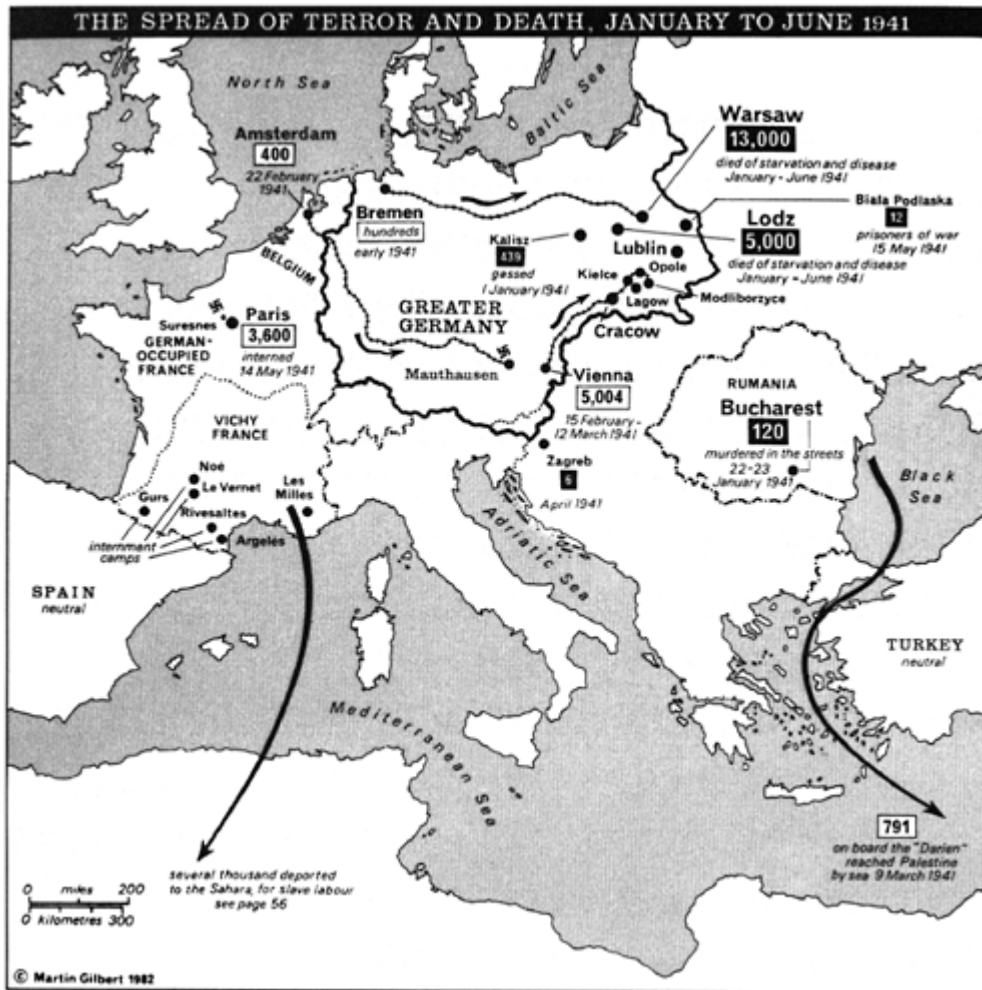 THE SPREAD OF TERROR AND DEATH, JANUARY TO JUNE 1941
North Sea
Baltic Sea
Amsterdam
400
22 February
1941
Bremen
hundreds
early 1941
Warsaw
13,000
died of starvation and disease
January - June 1941
Biala Podlaska
12
prisoners of war
15 May 1941
Lodz
5,000
died of starvation and disease
January - June 1941
Kalisz
439
gassed
1 January 1941
Lublin
Kielce
Opole
Lagow
Modliborzyce
Cracow
BELGIUM
GREATER
GERMANY
Suresnes
Paris
3,600
interned
14 May 1941
GERMAN-
OCCUPIED
FRANCE
Mauthausen
Vienna
5,004
15 February -
12 March 1941
Zagreb
6
April 1941
RUMANIA
Bucharest
120
murdered in the streets
22-23
January 1941
Black
Sea
VICHY
FRANCE
Noé
Le Vernet
Les
Milles
Gurs
Rivesaltes
Argelès
internment
camps
Adriatic Sea
SPAIN
neutral
TURKEY
neutral
Mediterranean Sea
791
on board the "Darien"
reached Palestine
by sea 9 March 1941
several thousand deported
to the Sahara, for slave labour
see page 56
0 miles 200
0 kilometres 300
© Martin Gilbert 1982